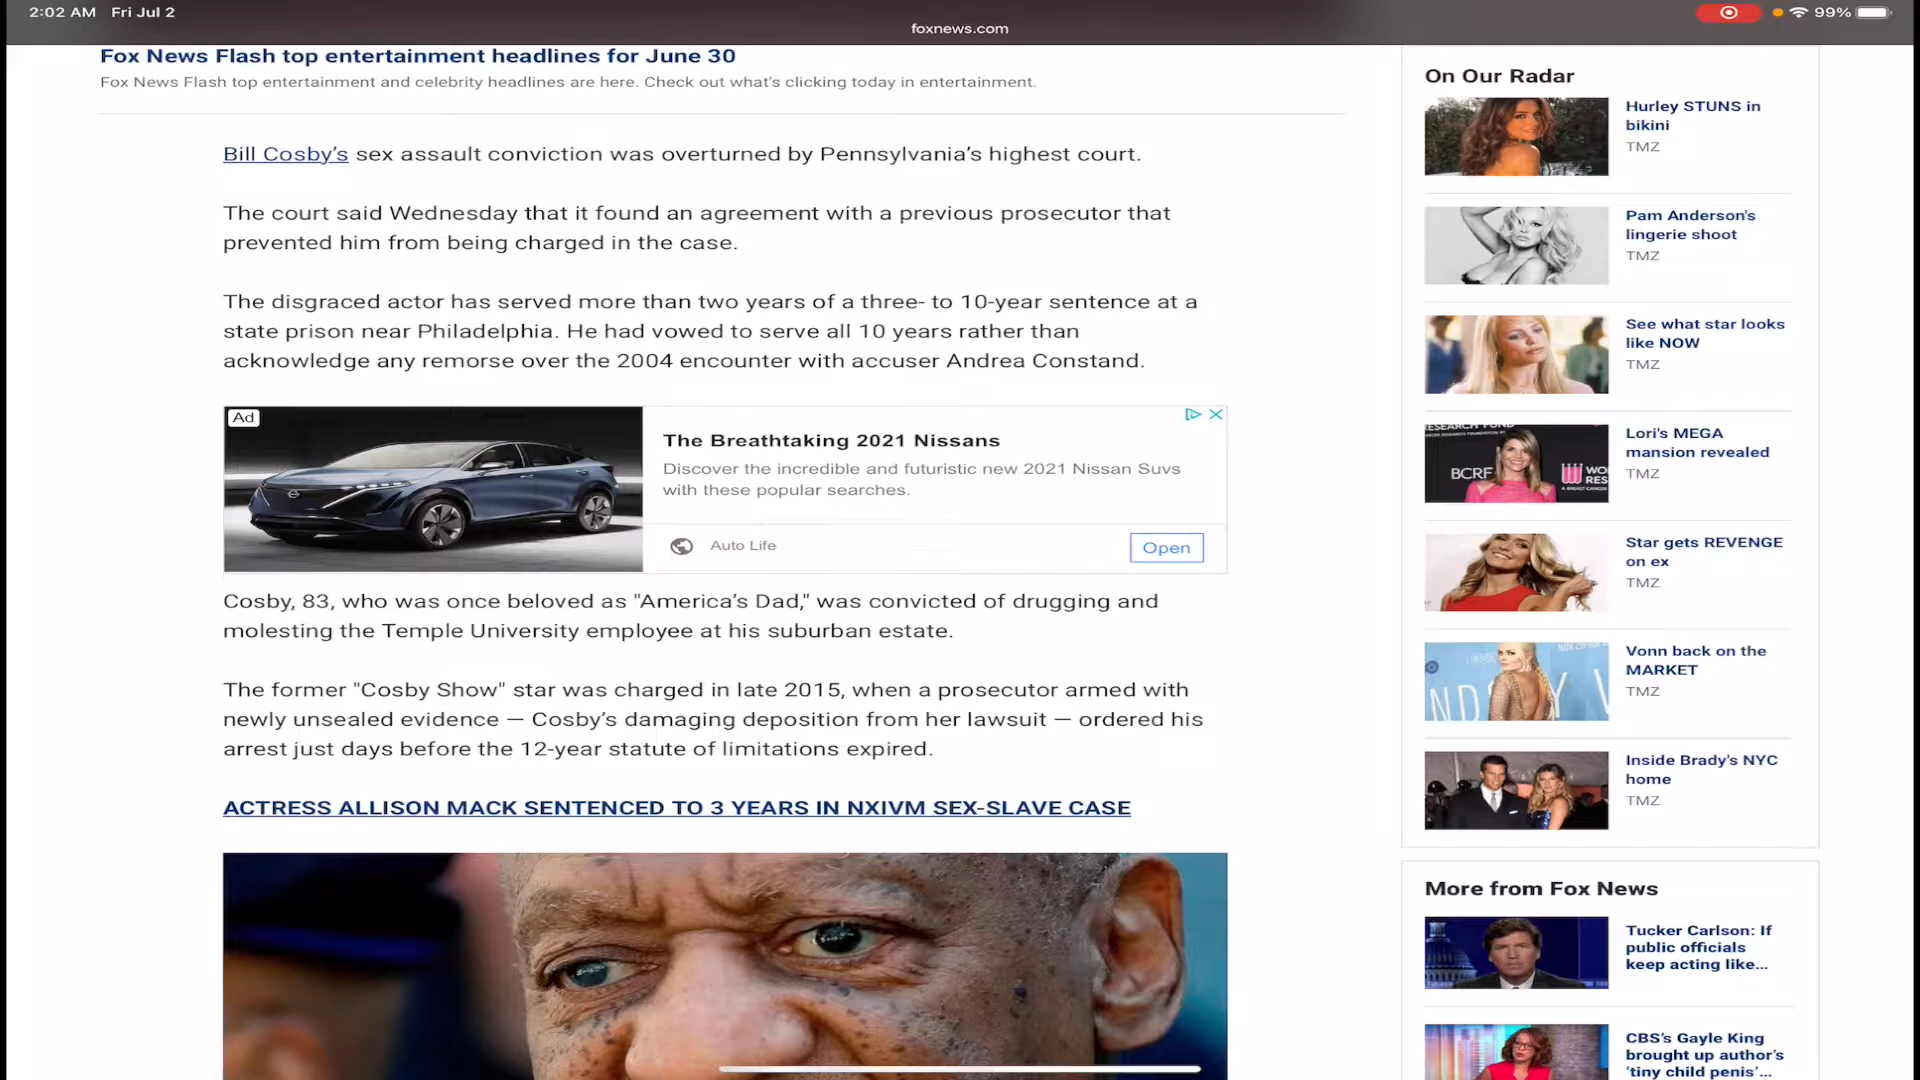 2:02 AM Fri Jul 2
99%
foxnews.com
Fox News Flash top entertainment headlines for June 30
Fox News Flash top entertainment and celebrity headlines are here. Check out what's clicking today in entertainment.
Bill Cosby’s sex assault conviction was overturned by Pennsylvania’s highest court.
The court said Wednesday that it found an agreement with a previous prosecutor that
prevented him from being charged in the case.
The disgraced actor has served more than two years of a three- to 10-year sentence at a
state prison near Philadelphia. He had vowed to serve all 10 years rather than
acknowledge any remorse over the 2004 encounter with accuser Andrea Constand.
Ad
The Breathtaking 2021 Nissans
Discover the incredible and futuristic new 2021 Nissan Suvs
with these popular searches.
Auto Life
Open
Cosby, 83, who was once beloved as "America’s Dad," was convicted of drugging and
molesting the Temple University employee at his suburban estate.
The former "Cosby Show" star was charged in late 2015, when a prosecutor armed with
newly unsealed evidence — Cosby’s damaging deposition from her lawsuit — ordered his
arrest just days before the 12-year statute of limitations expired.
ACTRESS ALLISON MACK SENTENCED TO 3 YEARS IN NXIVM SEX-SLAVE CASE
On Our Radar
Hurley STUNS in
bikini
TMZ
Pam Anderson's
lingerie shoot
TMZ
See what star looks
like NOW
TMZ
BCRF
Lori's MEGA
mansion revealed
TMZ
Star gets REVENGE
on ex
TMZ
Vonn back on the
MARKET
TMZ
Inside Brady's NYC
home
TMZ
More from Fox News
Tucker Carlson: If
public officials
keep acting like...
CBS’s Gayle King
brought up author’s
‘tiny child penis’...